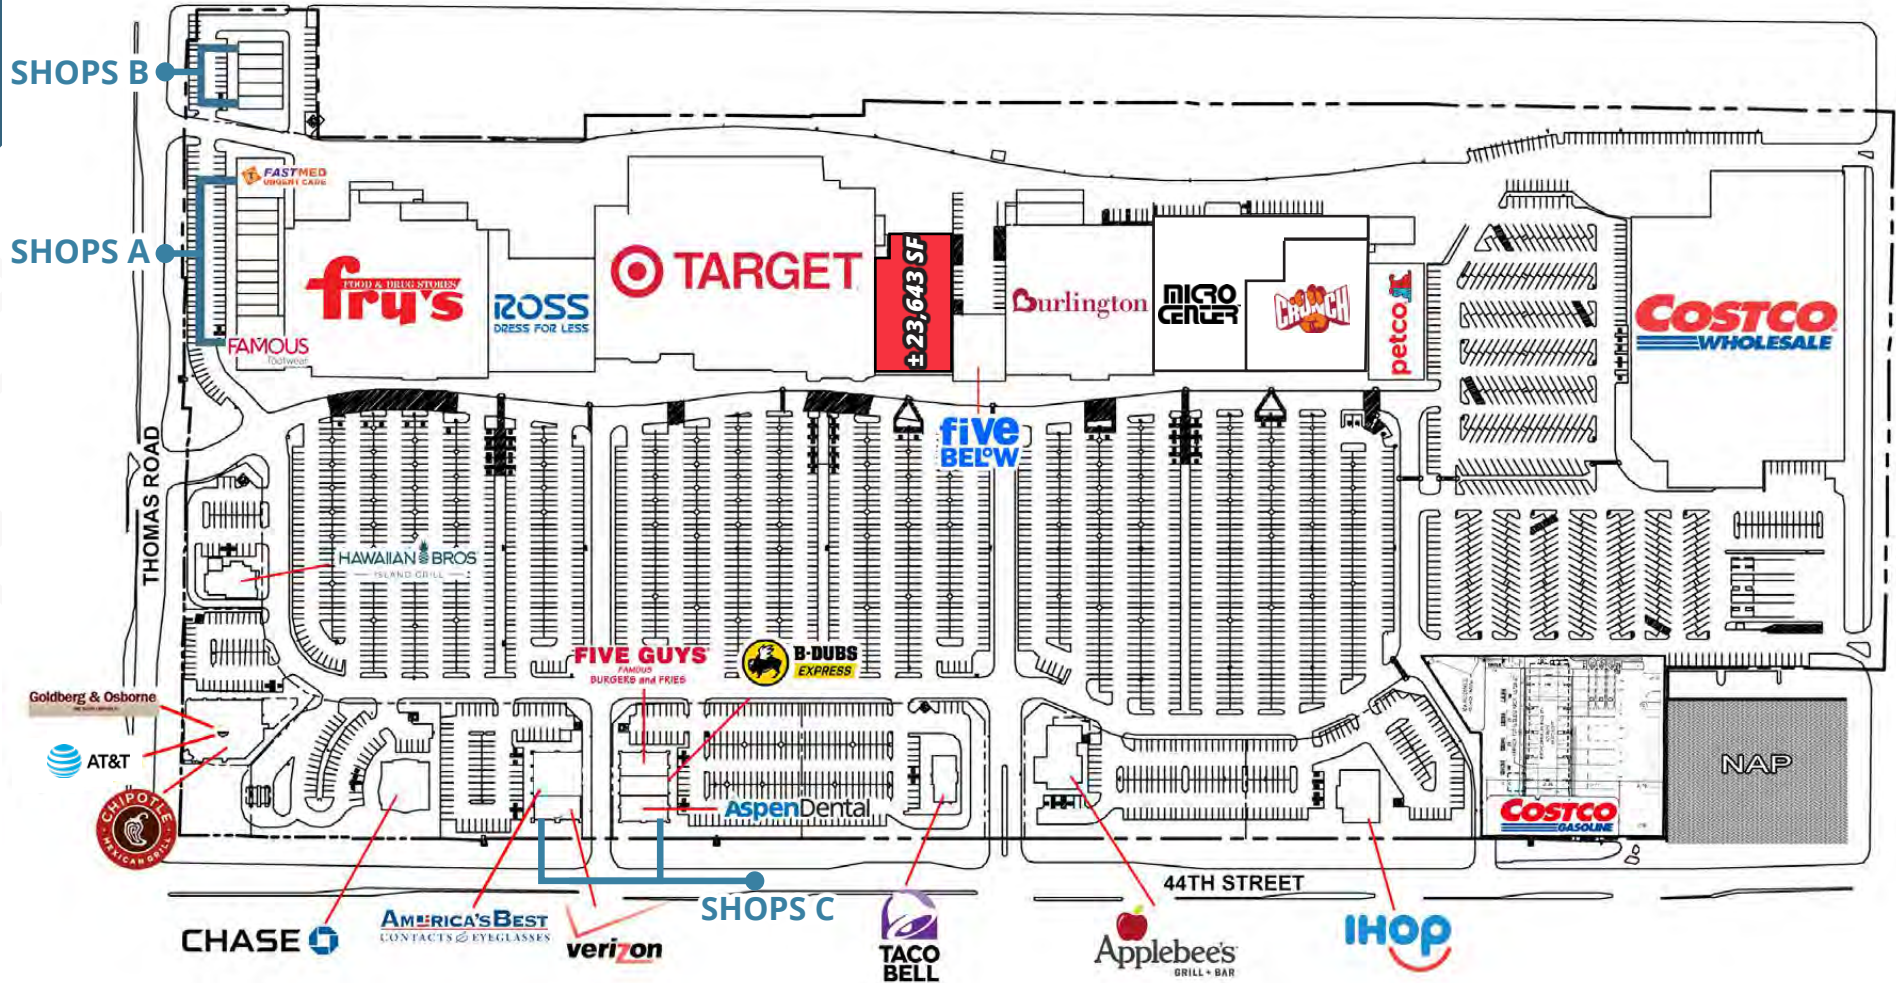 SHOPS B
FASTMED
URGENT CARE
SHOPS A
fry's
FOOD & DRUG STORES
ROSS
DRESS FOR LESS
TARGET
±23,643 SF
Burlington
MICRO
CENTER
CRUNCH
petco
COSTCO
WHOLESALE
FAMOUS
footwear
five
BELOW
THOMAS ROAD
HAWAIIAN BROS
ISLAND GRILL
FIVE GUYS
FAMOUS
BURGERS and FRIES
B-DUBS
EXPRESS
Goldberg & Osborne
AT&T
CHIPOTLE
MEXICAN GRILL
AspenDental
NAP
COSTCO
GASOLINE
44TH STREET
SHOPS C
CHASE
AMERICA'S BEST
CONTACTS & EYEGLASSES
verizon
TACO
BELL
Applebee's
GRILL + BAR
IHOP